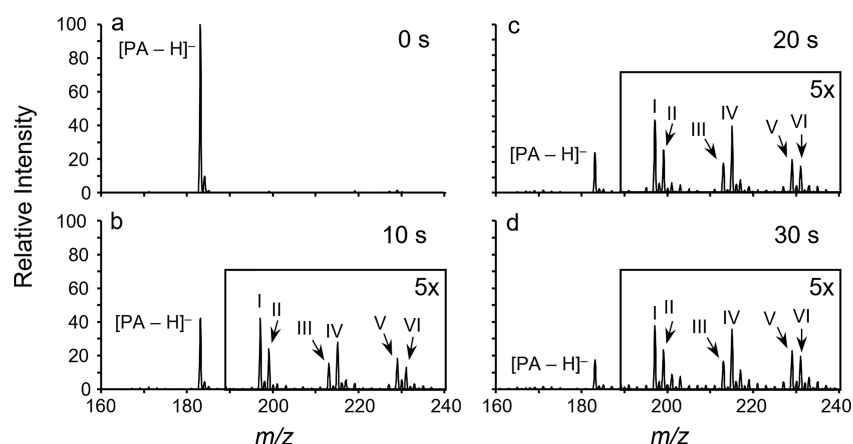 a
[PA – H]⁻
0 s
100
80
60
40
20
0
c
20 s
5x
I
II
III
IV
V
VI
[PA – H]⁻
Relative Intensity
b
10 s
5x
I
II
III
IV
V
VI
[PA – H]⁻
100
80
60
40
20
0
160
180
200
220
240
m/z
d
30 s
5x
I
II
III
IV
V
VI
[PA – H]⁻
160
180
200
220
240
m/z